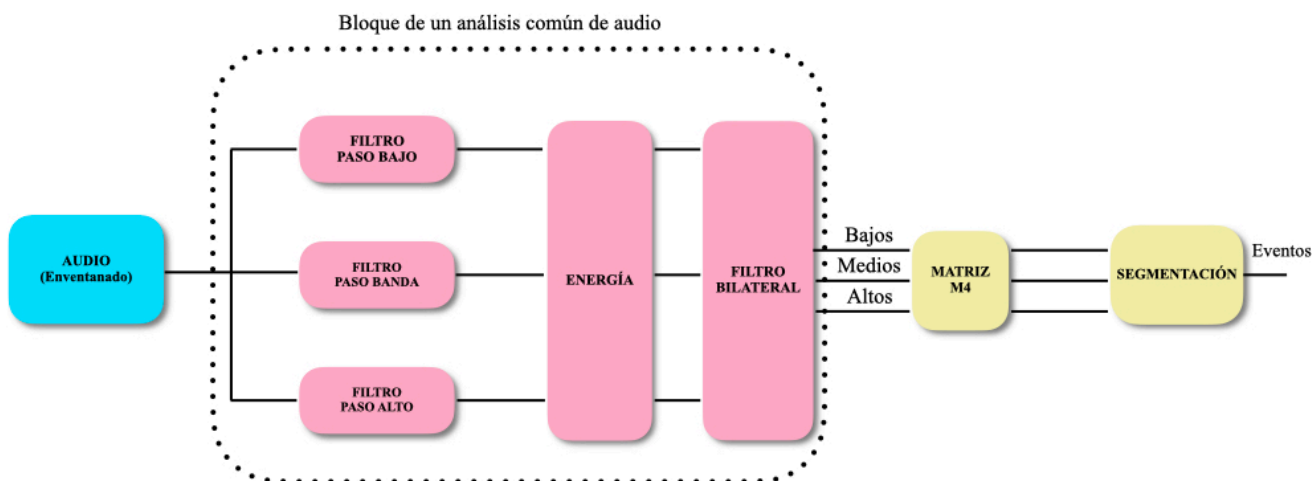 Bloque de un análisis común de audio
FILTRO
PASO BAJO
AUDIO
(Enventanado)
FILTRO
PASO BANDA
FILTRO
PASO ALTO
ENERGÍA
FILTRO
BILATERAL
Bajos
Medios
Altos
MATRIZ
M4
SEGMENTACIÓN
Eventos